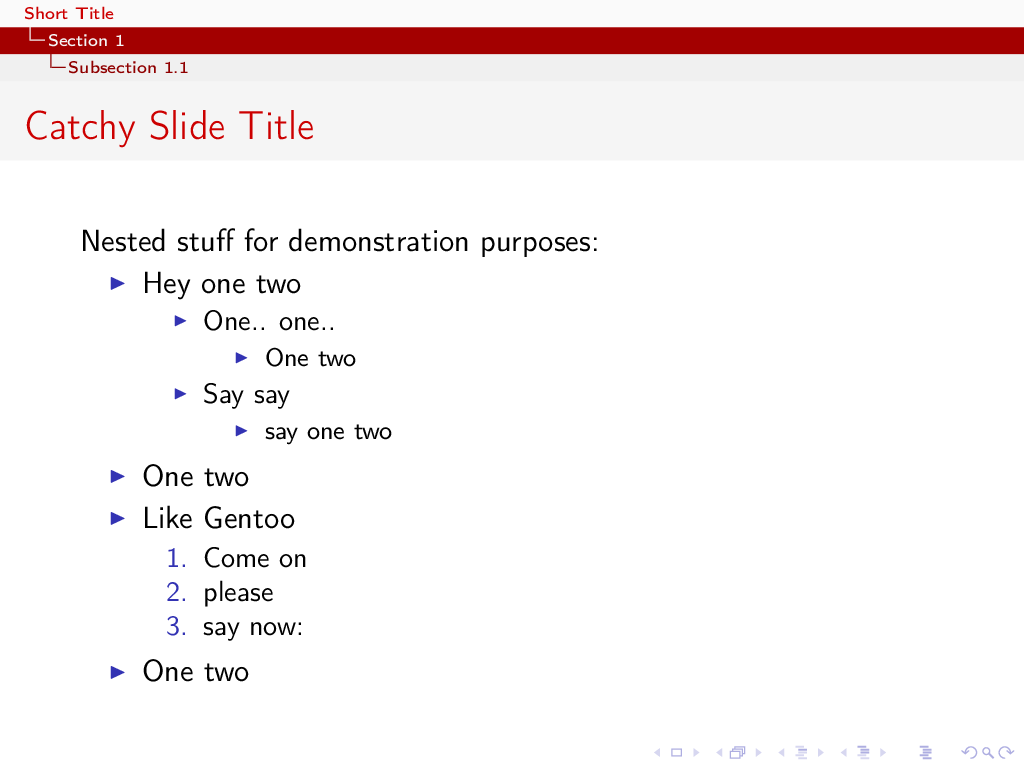 Short Title
Section 1
Subsection 1.1
Catchy Slide Title
Nested stuff for demonstration purposes:
Hey one two
One.. one..
One two
Say say
say one two
One two
Like Gentoo
1. Come on
2. please
3. say now:
One two